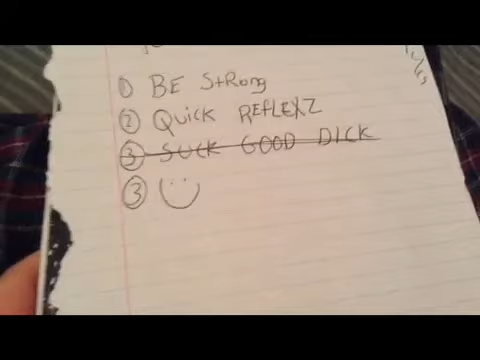 ① BE StRong
② QUICK REFLEXZ
③ SUCK GOOD DICK
③